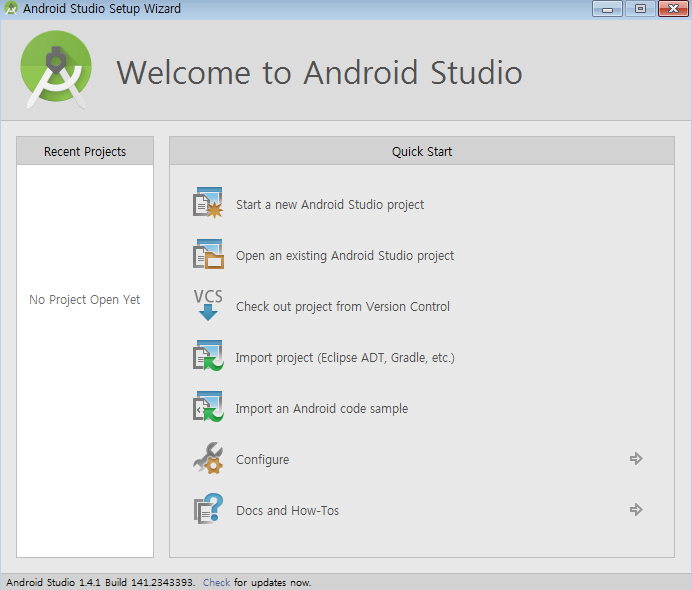 Android Studio Setup Wizard
Welcome to Android Studio
Recent Projects
No Project Open Yet
Quick Start
Start a new Android Studio project
Open an existing Android Studio project
VCS
Check out project from Version Control
Import project (Eclipse ADT, Gradle, etc.)
Import an Android code sample
Configure
Docs and How-Tos
Android Studio 1.4.1 Build 141.2343393. Check for updates now.